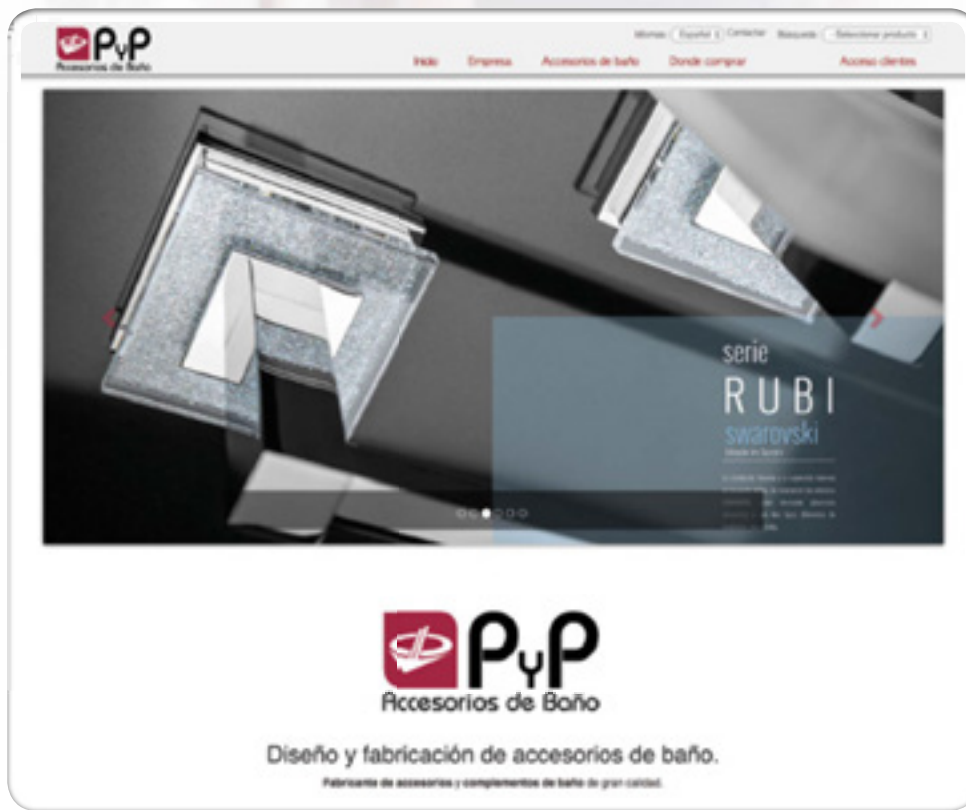 PyP
Accesorios de Baño
Idiomas Español Contactar Búsqueda - Seleccionar producto
Inicio Empresa Accesorios de baño Donde comprar Acceso clientes
serie
RUBI
swarovski
PyP
Accesorios de Baño
Diseño y fabricación de accesorios de baño.
Fabricante de accesorios y complementos de baño de gran calidad.